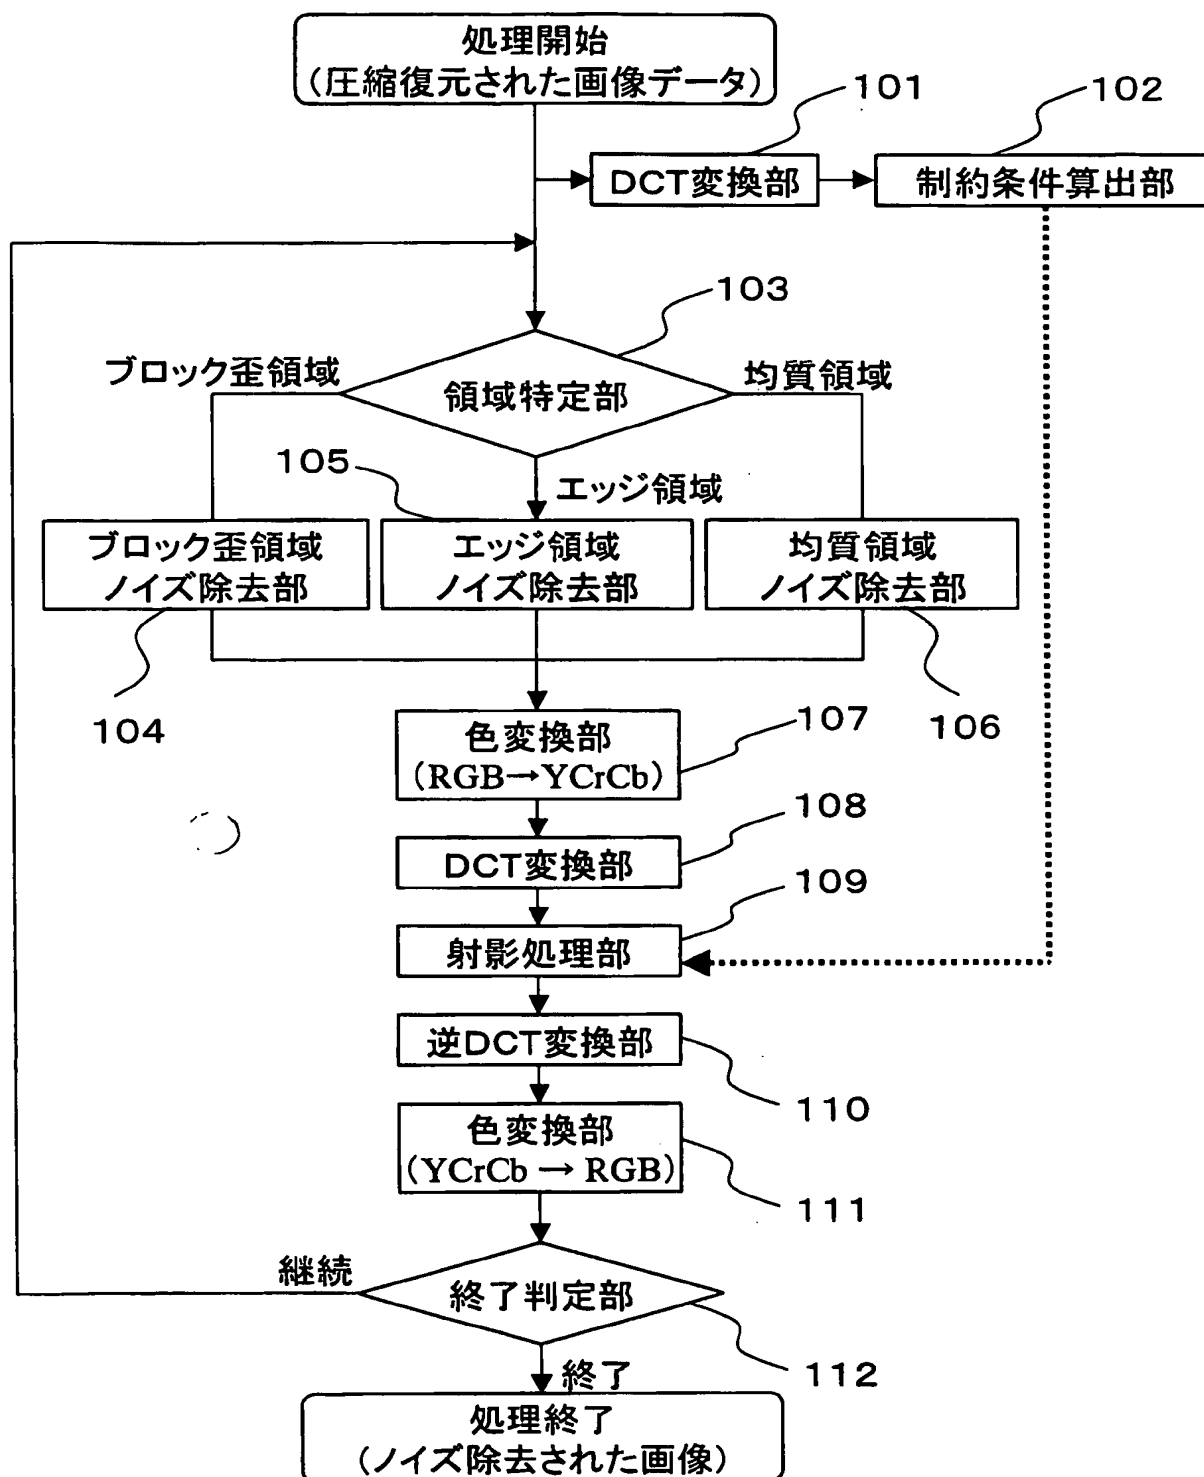 処理開始
(圧縮復元された画像データ)
101
102
DCT変換部
制約条件算出部
103
ブロック歪領域
領域特定部
均質領域
105
エッジ領域
ブロック歪領域
ノイズ除去部
エッジ領域
ノイズ除去部
均質領域
ノイズ除去部
104
106
107
色変換部
(RGB→YCrCb)
108
DCT変換部
109
射影処理部
逆DCT変換部
110
色変換部
(YCrCb → RGB)
111
継続
終了判定部
112
終了
処理終了
(ノイズ除去された画像)